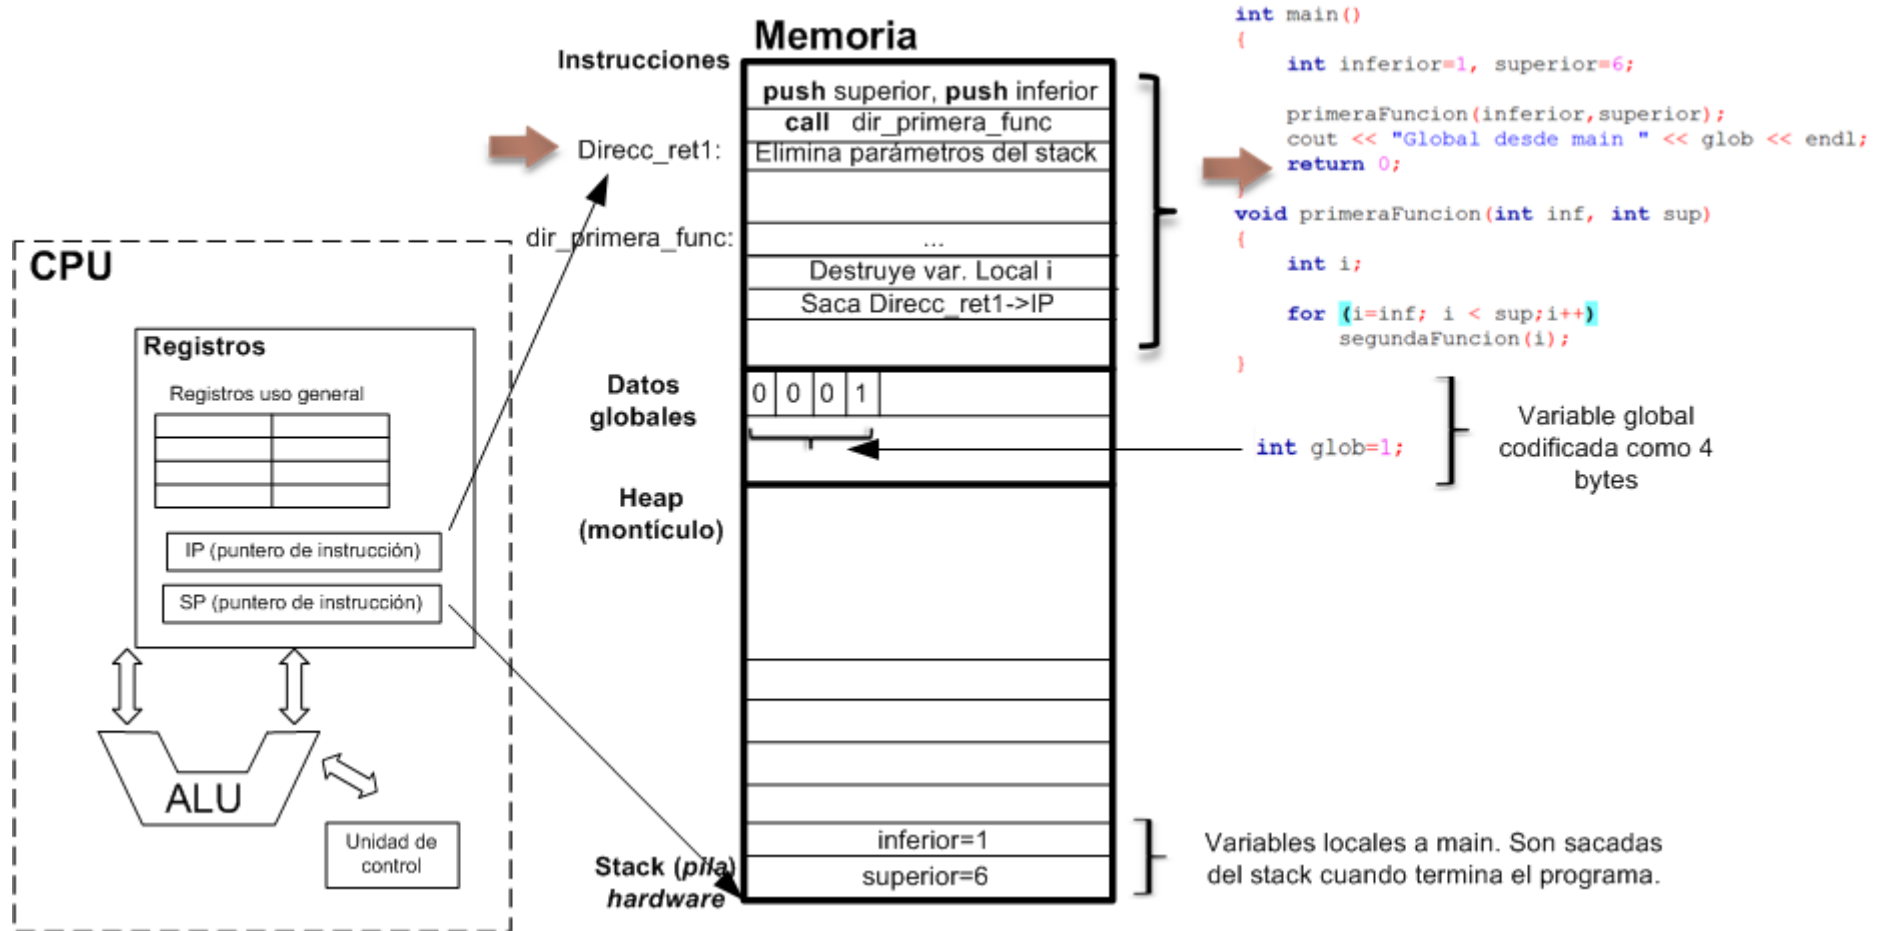 Memoria
Instrucciones
push superior, push inferior
call dir_primera_func
Direcc_ret1:
Elimina parámetros del stack
dir_primera_func:
...
Destruye var. Local i
Saca Direcc_ret1->IP
Datos
globales
0 0 0 1
Heap
(montículo)
inferior=1
superior=6
Stack (pila)
hardware
CPU
Registros
Registros uso general
IP (puntero de instrucción)
SP (puntero de instrucción)
ALU
Unidad de
control
int main()
{
int inferior=1, superior=6;
primeraFuncion(inferior,superior);
cout << "Global desde main " << glob << endl;
return 0;
}
void primeraFuncion(int inf, int sup)
{
int i;
for (i=inf; i < sup;i++)
segundaFuncion(i);
}
int glob=1;
Variable global
codificada como 4
bytes
Variables locales a main. Son sacadas
del stack cuando termina el programa.